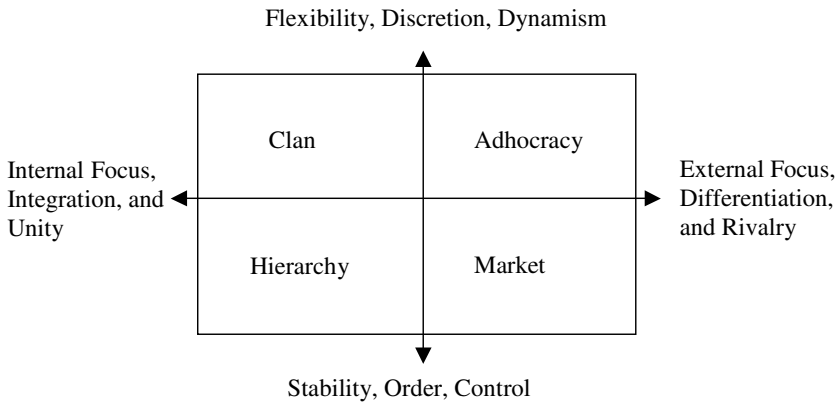 Flexibility, Discretion, Dynamism
Clan
Adhocracy
Internal Focus,
Integration, and
Unity
External Focus,
Differentiation,
and Rivalry
Hierarchy
Market
Stability, Order, Control